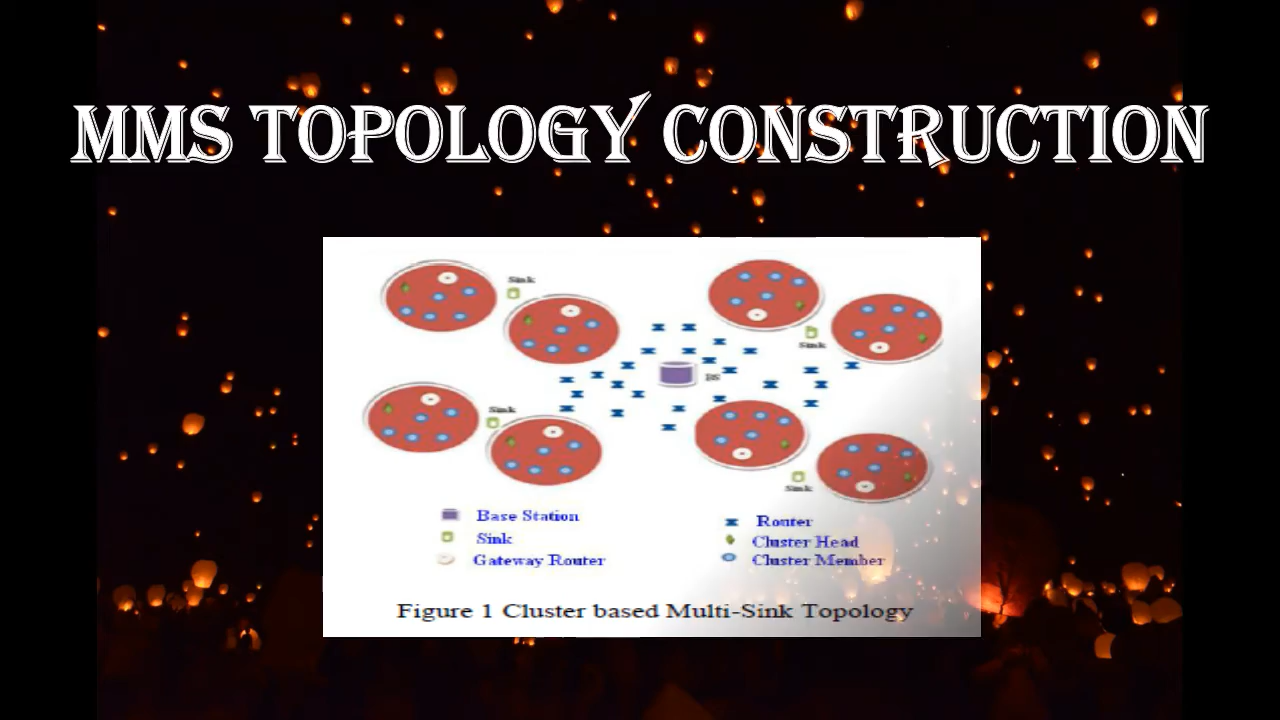 MMS TOPOLOGY CONSTRUCTION
Sink
Sink
BS
Sink
Sink
Base Station
Sink
Gateway Router
Router
Cluster Head
Cluster Member
Figure 1 Cluster based Multi-Sink Topology